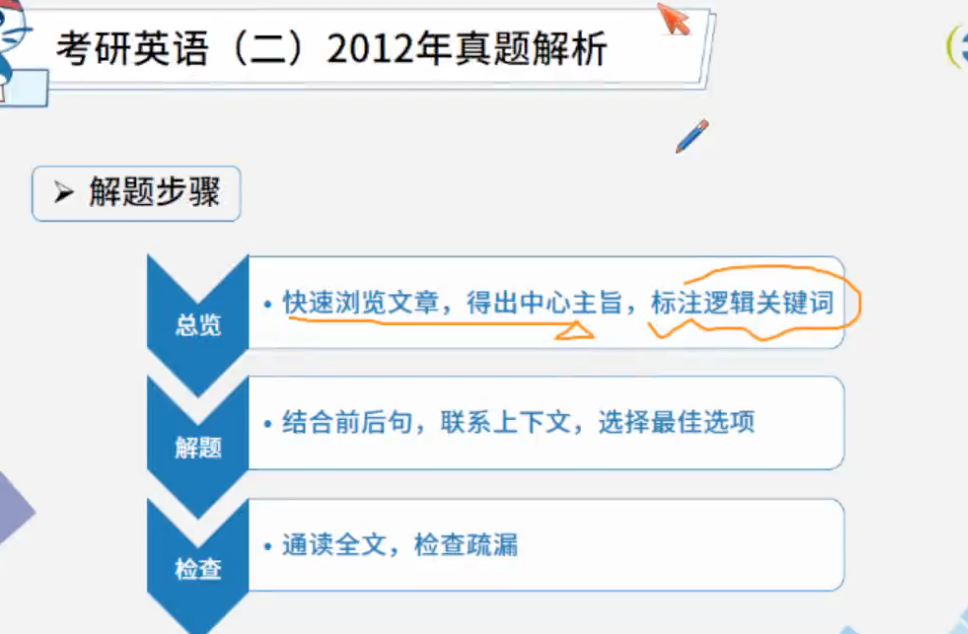 考研英语（二）2012年真题解析
➢ 解题步骤
总览
• 快速浏览文章，得出中心主旨，标注逻辑关键词
解题
• 结合前后句，联系上下文，选择最佳选项
检查
• 通读全文，检查疏漏